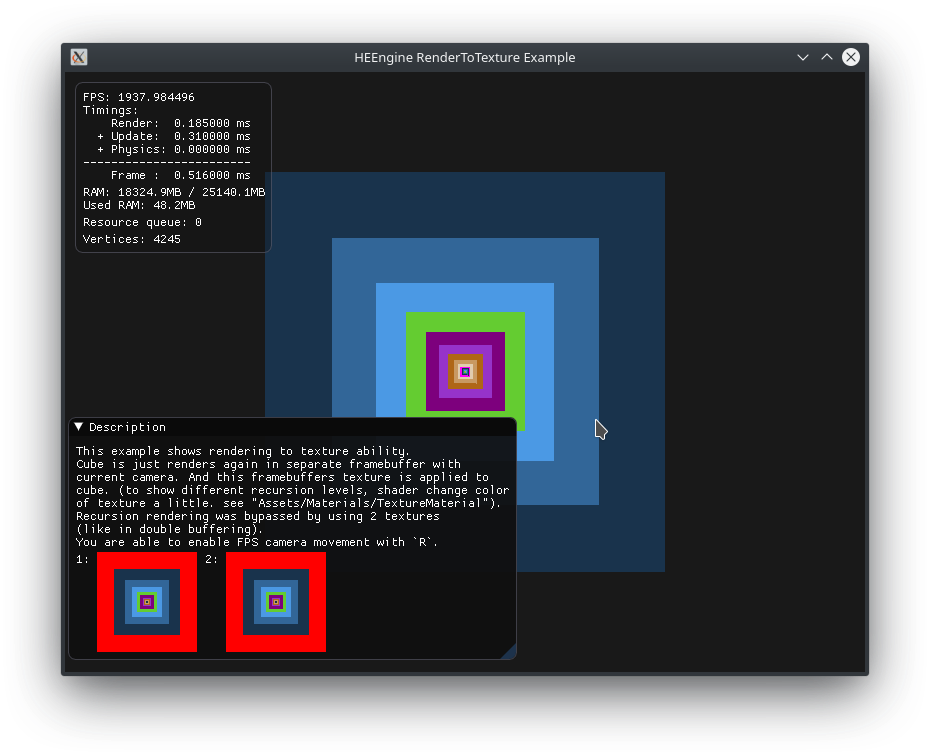 HEEngine RenderToTexture Example
FPS: 1937.984496
Timings:
Render: 0.185000 ms
+ Update: 0.310000 ms
+ Physics: 0.000000 ms
------------------------
Frame : 0.516000 ms
RAM: 18324.9MB / 25140.1MB
Used RAM: 48.2MB
Resource queue: 0
Vertices: 4245
Description
This example shows rendering to texture ability.
Cube is just renders again in separate framebuffer with
current camera. And this framebuffers texture is applied to
cube. (to show different recursion levels, shader change color
of texture a little. see "Assets/Materials/TextureMaterial").
Recursion rendering was bypassed by using 2 textures
(like in double buffering).
You are able to enable FPS camera movement with `R`.
1: 2: